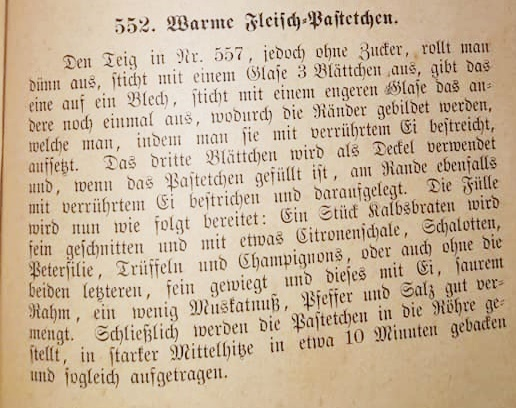 552. Warme Fleisch-Pastetchen.
Den Teig in Nr. 557, jedoch ohne Zucker, rollt man
dünn aus, sticht mit einem Glase 3 Blättchen aus, gibt das
eine auf ein Blech, sticht mit einem engeren Glase das an-
dere noch einmal aus, wodurch die Ränder gebildet werden,
welche man, indem man sie mit verrührtem Ei bestreicht,
aufsetzt. Das dritte Blättchen wird als Deckel verwendet
und, wenn das Pastetchen gefüllt ist, am Rande ebenfalls
mit verrührtem Ei bestrichen und daraufgelegt. Die Fülle
wird nun wie folgt bereitet: Ein Stück Kalbsbraten wird
fein geschnitten und mit etwas Citronenschale, Schalotten,
Petersilie, Trüffeln und Champignons, oder auch ohne die
beiden letzteren, fein gewiegt und dieses mit Ei, saurem
Rahm, ein wenig Muskatnuß, Pfeffer und Salz gut ver-
mengt. Schließlich werden die Pastetchen in die Röhre ge-
stellt, in starker Mittelhitze in etwa 10 Minuten gebacken
und sogleich aufgetragen.